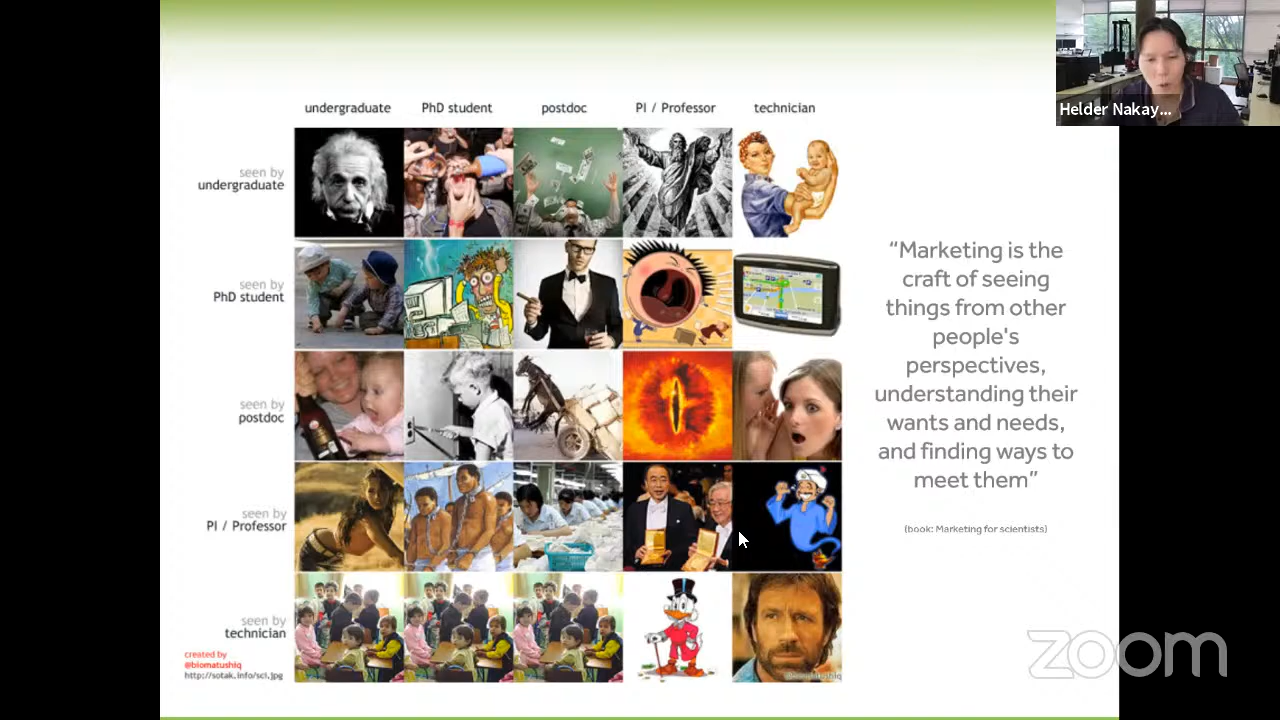 Helder Nakay...
undergraduate PhD student postdoc PI / Professor technician
seen by
undergraduate
seen by
PhD student
seen by
postdoc
seen by
PI / Professor
seen by
technician
created by
@biomatushiq
http://sotak.info/sci.jpg
“Marketing is the
craft of seeing
things from other
people's
perspectives,
understanding their
wants and needs,
and finding ways to
meet them”
(book: Marketing for scientists)
zoom